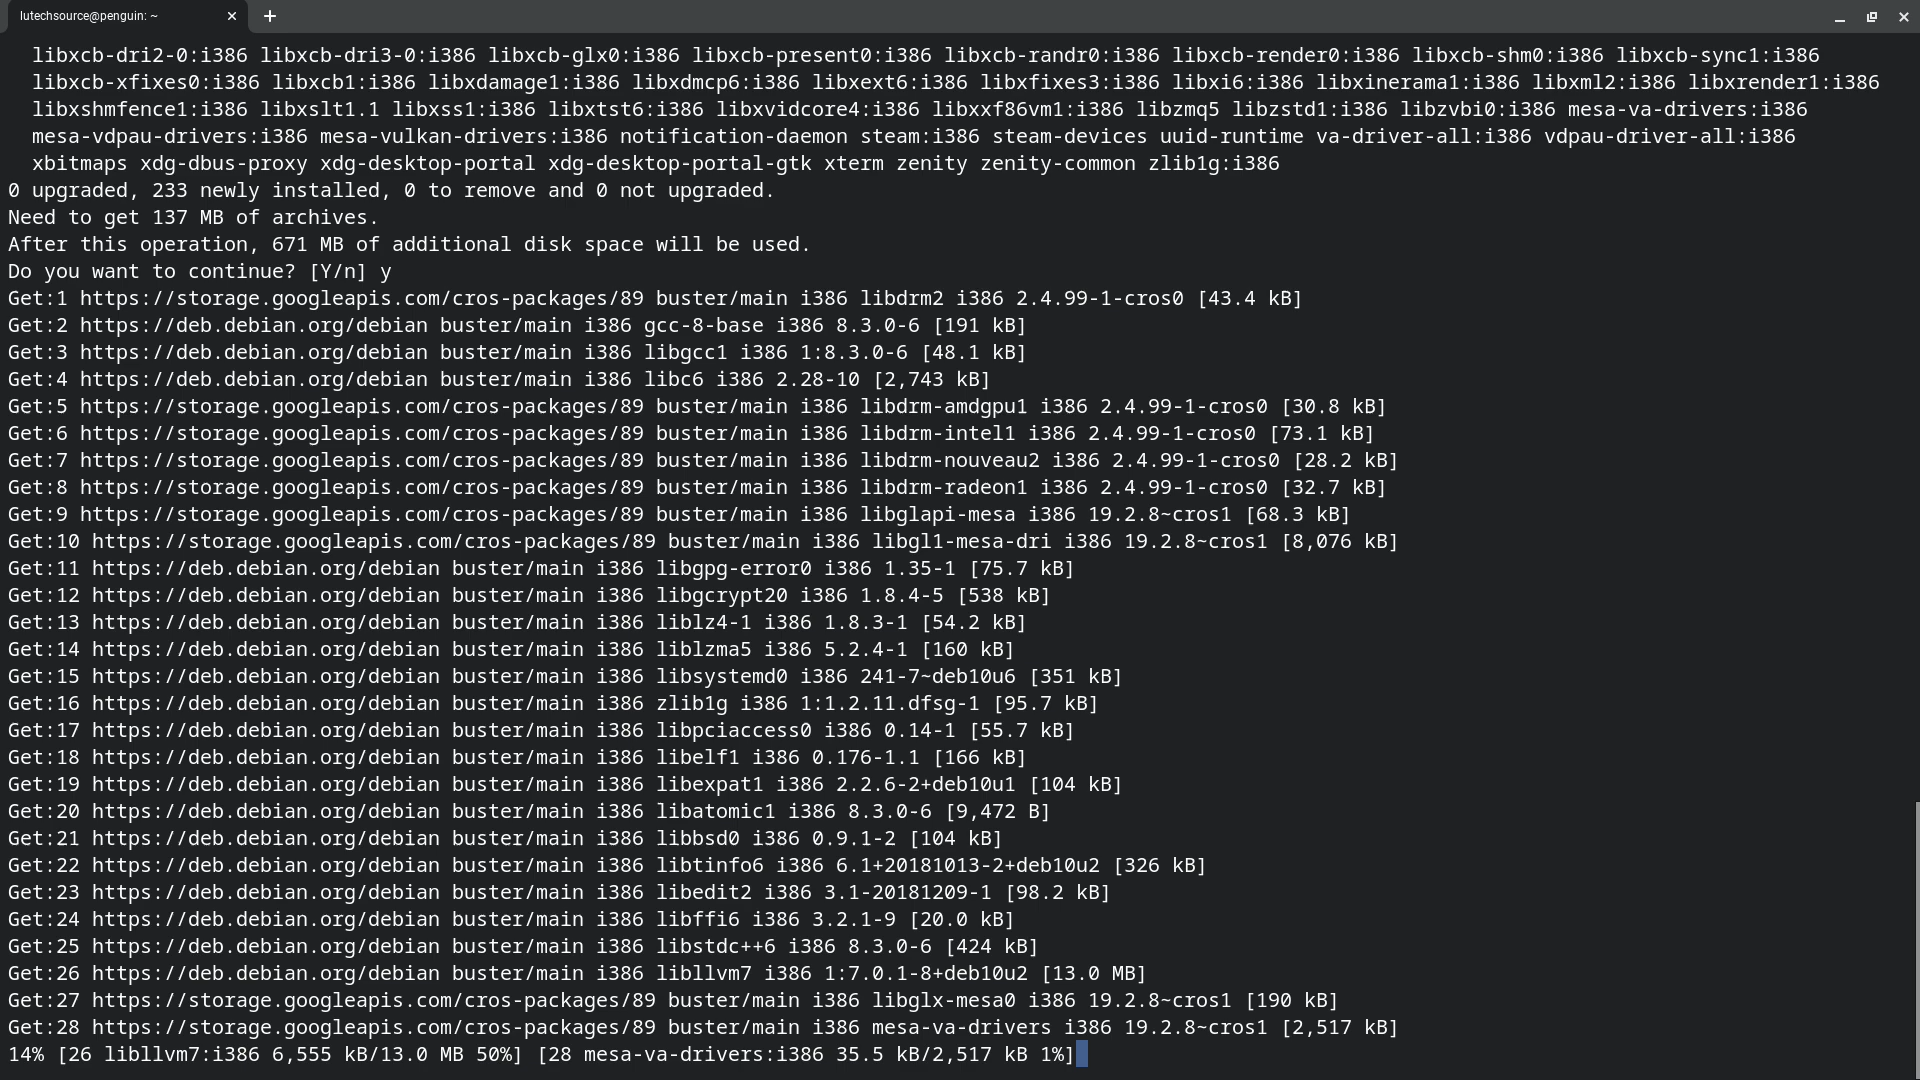 lutechsource@penguin: ~
libxcb-dri2-0:i386 libxcb-dri3-0:i386 libxcb-glx0:i386 libxcb-present0:i386 libxcb-randr0:i386 libxcb-render0:i386 libxcb-shm0:i386 libxcb-sync1:i386
libxcb-xfixes0:i386 libxcb1:i386 libxdamage1:i386 libxdmcp6:i386 libxext6:i386 libxfixes3:i386 libxi6:i386 libxinerama1:i386 libxml2:i386 libxrender1:i386
libxshmfence1:i386 libxslt1.1 libxss1:i386 libxtst6:i386 libxvidcore4:i386 libxxf86vm1:i386 libzmq5 libzstd1:i386 libzvbi0:i386 mesa-va-drivers:i386
mesa-vdpau-drivers:i386 mesa-vulkan-drivers:i386 notification-daemon steam:i386 steam-devices uuid-runtime va-driver-all:i386 vdpau-driver-all:i386
xbitmaps xdg-dbus-proxy xdg-desktop-portal xdg-desktop-portal-gtk xterm zenity zenity-common zlib1g:i386
0 upgraded, 233 newly installed, 0 to remove and 0 not upgraded.
Need to get 137 MB of archives.
After this operation, 671 MB of additional disk space will be used.
Do you want to continue? [Y/n] y
Get:1 https://storage.googleapis.com/cros-packages/89 buster/main i386 libdrm2 i386 2.4.99-1-cros0 [43.4 kB]
Get:2 https://deb.debian.org/debian buster/main i386 gcc-8-base i386 8.3.0-6 [191 kB]
Get:3 https://deb.debian.org/debian buster/main i386 libgcc1 i386 1:8.3.0-6 [48.1 kB]
Get:4 https://deb.debian.org/debian buster/main i386 libc6 i386 2.28-10 [2,743 kB]
Get:5 https://storage.googleapis.com/cros-packages/89 buster/main i386 libdrm-amdgpu1 i386 2.4.99-1-cros0 [30.8 kB]
Get:6 https://storage.googleapis.com/cros-packages/89 buster/main i386 libdrm-intel1 i386 2.4.99-1-cros0 [73.1 kB]
Get:7 https://storage.googleapis.com/cros-packages/89 buster/main i386 libdrm-nouveau2 i386 2.4.99-1-cros0 [28.2 kB]
Get:8 https://storage.googleapis.com/cros-packages/89 buster/main i386 libdrm-radeon1 i386 2.4.99-1-cros0 [32.7 kB]
Get:9 https://storage.googleapis.com/cros-packages/89 buster/main i386 libglapi-mesa i386 19.2.8~cros1 [68.3 kB]
Get:10 https://storage.googleapis.com/cros-packages/89 buster/main i386 libgl1-mesa-dri i386 19.2.8~cros1 [8,076 kB]
Get:11 https://deb.debian.org/debian buster/main i386 libgpg-error0 i386 1.35-1 [75.7 kB]
Get:12 https://deb.debian.org/debian buster/main i386 libgcrypt20 i386 1.8.4-5 [538 kB]
Get:13 https://deb.debian.org/debian buster/main i386 liblz4-1 i386 1.8.3-1 [54.2 kB]
Get:14 https://deb.debian.org/debian buster/main i386 liblzma5 i386 5.2.4-1 [160 kB]
Get:15 https://deb.debian.org/debian buster/main i386 libsystemd0 i386 241-7~deb10u6 [351 kB]
Get:16 https://deb.debian.org/debian buster/main i386 zlib1g i386 1:1.2.11.dfsg-1 [95.7 kB]
Get:17 https://deb.debian.org/debian buster/main i386 libpciaccess0 i386 0.14-1 [55.7 kB]
Get:18 https://deb.debian.org/debian buster/main i386 libelf1 i386 0.176-1.1 [166 kB]
Get:19 https://deb.debian.org/debian buster/main i386 libexpat1 i386 2.2.6-2+deb10u1 [104 kB]
Get:20 https://deb.debian.org/debian buster/main i386 libatomic1 i386 8.3.0-6 [9,472 B]
Get:21 https://deb.debian.org/debian buster/main i386 libbsd0 i386 0.9.1-2 [104 kB]
Get:22 https://deb.debian.org/debian buster/main i386 libtinfo6 i386 6.1+20181013-2+deb10u2 [326 kB]
Get:23 https://deb.debian.org/debian buster/main i386 libedit2 i386 3.1-20181209-1 [98.2 kB]
Get:24 https://deb.debian.org/debian buster/main i386 libffi6 i386 3.2.1-9 [20.0 kB]
Get:25 https://deb.debian.org/debian buster/main i386 libstdc++6 i386 8.3.0-6 [424 kB]
Get:26 https://deb.debian.org/debian buster/main i386 libllvm7 i386 1:7.0.1-8+deb10u2 [13.0 MB]
Get:27 https://storage.googleapis.com/cros-packages/89 buster/main i386 libglx-mesa0 i386 19.2.8~cros1 [190 kB]
Get:28 https://storage.googleapis.com/cros-packages/89 buster/main i386 mesa-va-drivers i386 19.2.8~cros1 [2,517 kB]
14% [26 libllvm7:i386 6,555 kB/13.0 MB 50%] [28 mesa-va-drivers:i386 35.5 kB/2,517 kB 1%]